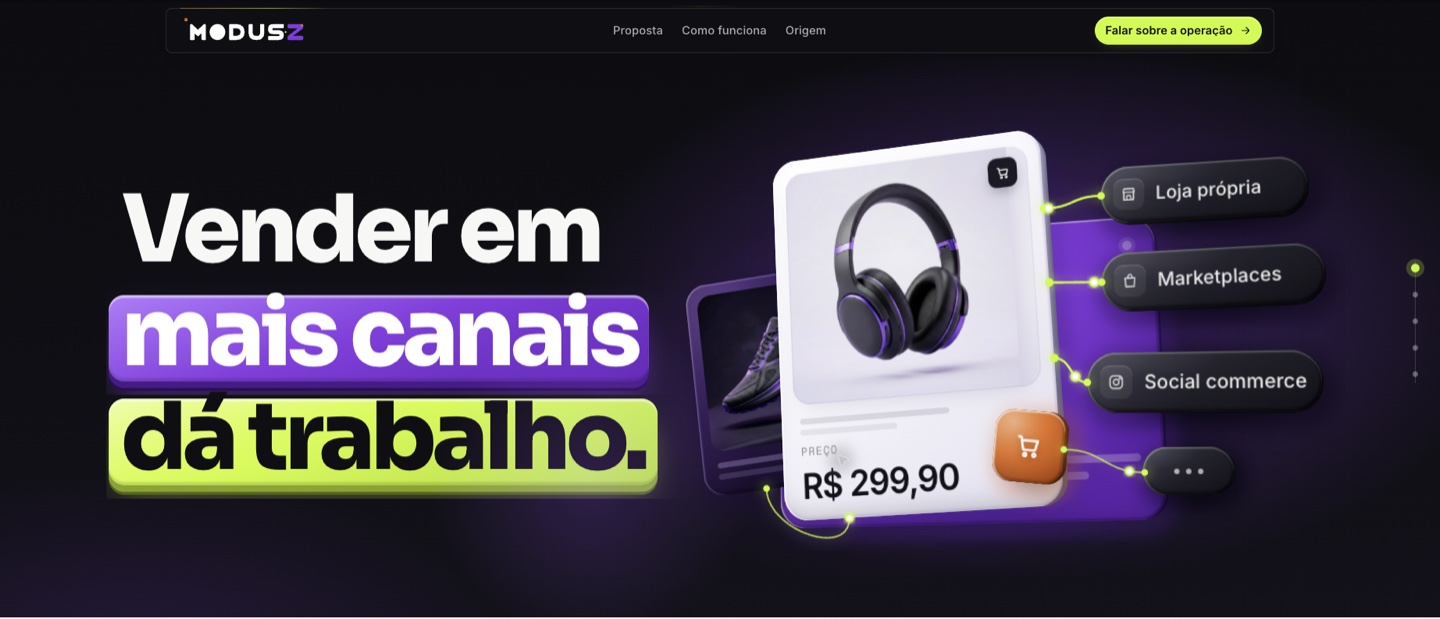 MODUSZ
Proposta
Como funciona
Origem
Falar sobre a operação →
Vender em
mais canais
dá trabalho.
Loja própria
Marketplaces
Social commerce
PREÇO
R$ 299,90